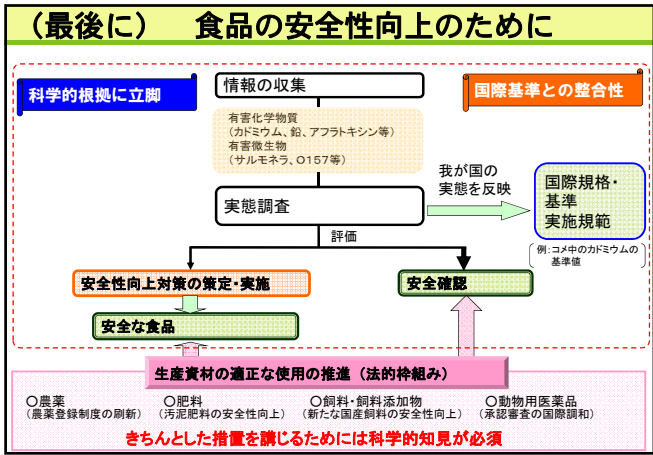 （最後に）　食品の安全性向上のために
科学的根拠に立脚
情報の収集
国際基準との整合性
有害化学物質
（カドミウム、鉛、アフラトキシン等）
有害微生物
（サルモネラ、O157等）
実態調査
我が国の
実態を反映
国際規格・
基準
実施規範
例：コメ中のカドミウムの
基準値
評価
安全性向上対策の策定・実施
安全確認
安全な食品
生産資材の適正な使用の推進（法的枠組み）
○農薬
（農薬登録制度の刷新）
○肥料
（汚泥肥料の安全性向上）
○飼料・飼料添加物
（新たな国産飼料の安全性向上）
○動物用医薬品
（承認審査の国際調和）
きちんとした措置を講じるためには科学的知見が必須